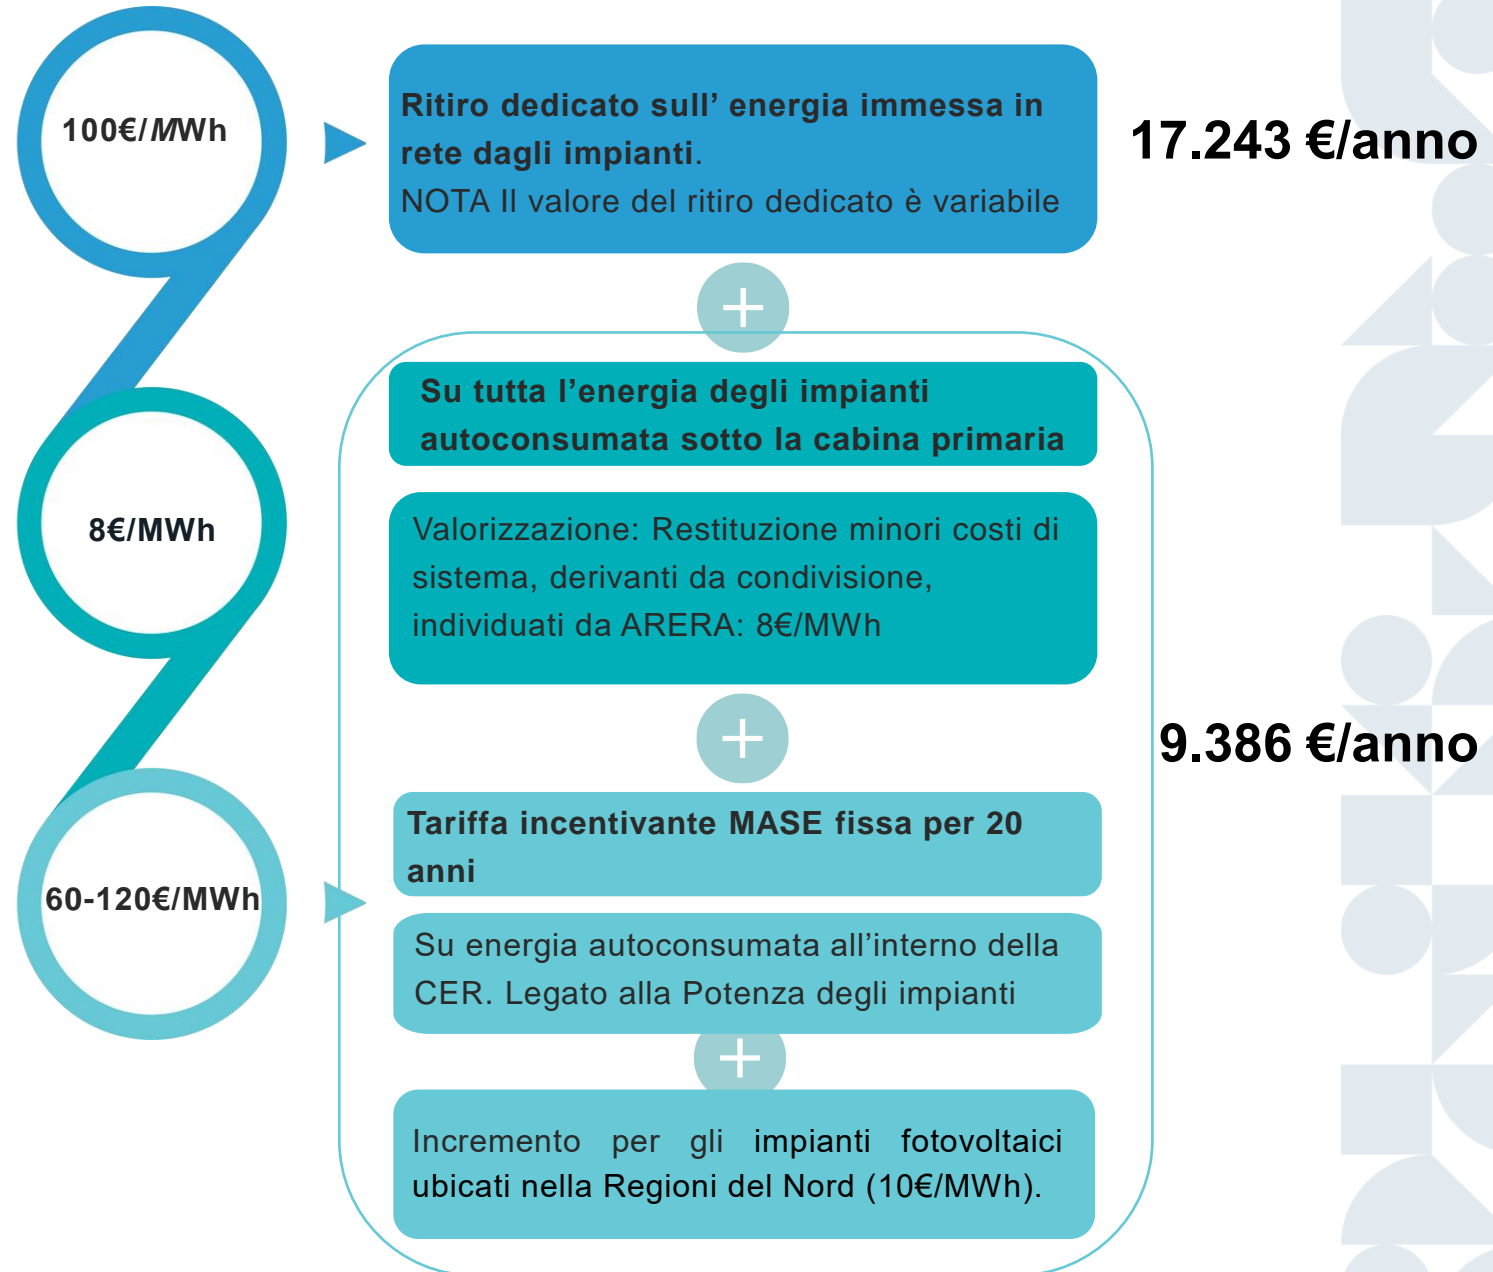 100€/MWh
Ritiro dedicato sull’ energia immessa in
rete dagli impianti.
NOTA Il valore del ritiro dedicato è variabile
17.243 €/anno
+
Su tutta l’energia degli impianti
autoconsumata sotto la cabina primaria
8€/MWh
Valorizzazione: Restituzione minori costi di
sistema, derivanti da condivisione,
individuati da ARERA: 8€/MWh
+
9.386 €/anno
Tariffa incentivante MASE fissa per 20
anni
60-120€/MWh
Su energia autoconsumata all’interno della
CER. Legato alla Potenza degli impianti
+
Incremento per gli impianti fotovoltaici
ubicati nella Regioni del Nord (10€/MWh).